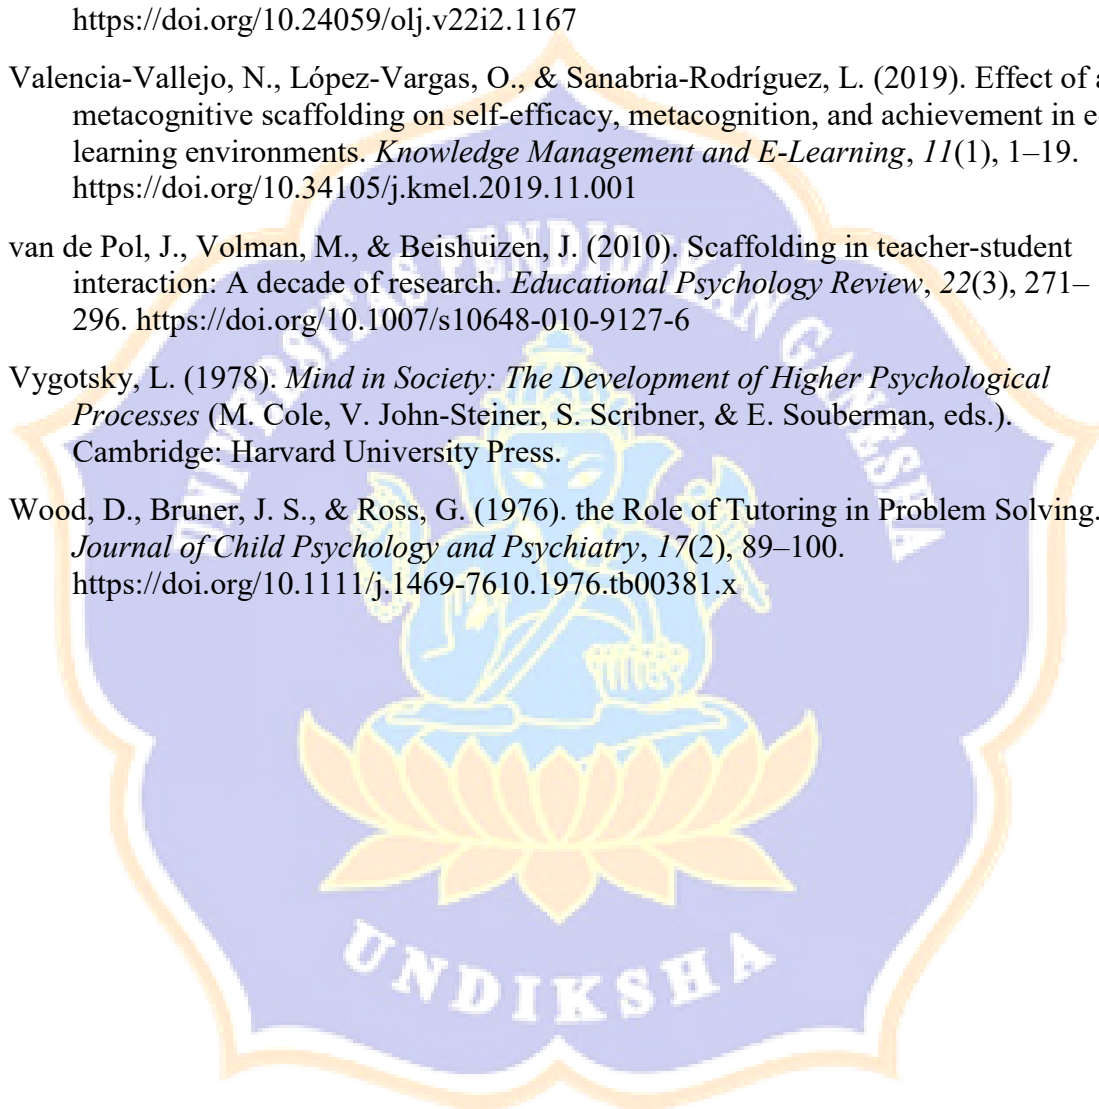 https://doi.org/10.24059/olj.v22i2.1167
Valencia-Vallejo, N., López-Vargas, O., & Sanabria-Rodríguez, L. (2019). Effect of a
metacognitive scaffolding on self-efficacy, metacognition, and achievement in e-
learning environments. Knowledge Management and E-Learning, 11(1), 1–19.
https://doi.org/10.34105/j.kmel.2019.11.001
van de Pol, J., Volman, M., & Beishuizen, J. (2010). Scaffolding in teacher-student
interaction: A decade of research. Educational Psychology Review, 22(3), 271–
296. https://doi.org/10.1007/s10648-010-9127-6
Vygotsky, L. (1978). Mind in Society: The Development of Higher Psychological
Processes (M. Cole, V. John-Steiner, S. Scribner, & E. Souberman, eds.).
Cambridge: Harvard University Press.
Wood, D., Bruner, J. S., & Ross, G. (1976). the Role of Tutoring in Problem Solving.
Journal of Child Psychology and Psychiatry, 17(2), 89–100.
https://doi.org/10.1111/j.1469-7610.1976.tb00381.x
UNIVERSITAS PENDIDIKAN GANESHA
UNDIKSHA